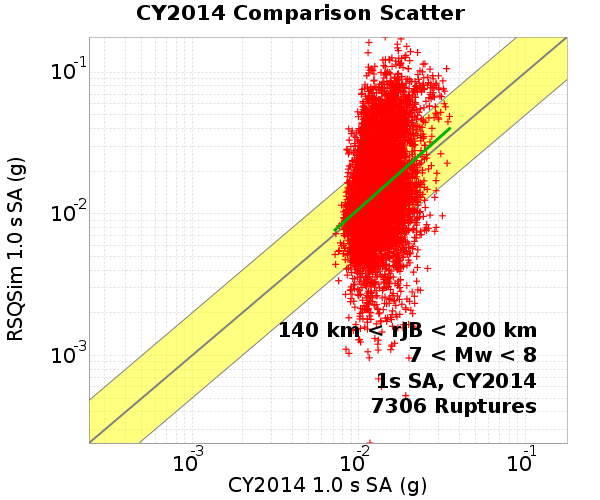 CY2014 Comparison Scatter
RSQSim 1.0 s SA (g)
10-1
10-2
10-3
140 km < rJB < 200 km
7 < Mw < 8
1s SA, CY2014
7306 Ruptures
10-3
10-2
10-1
CY2014 1.0 s SA (g)